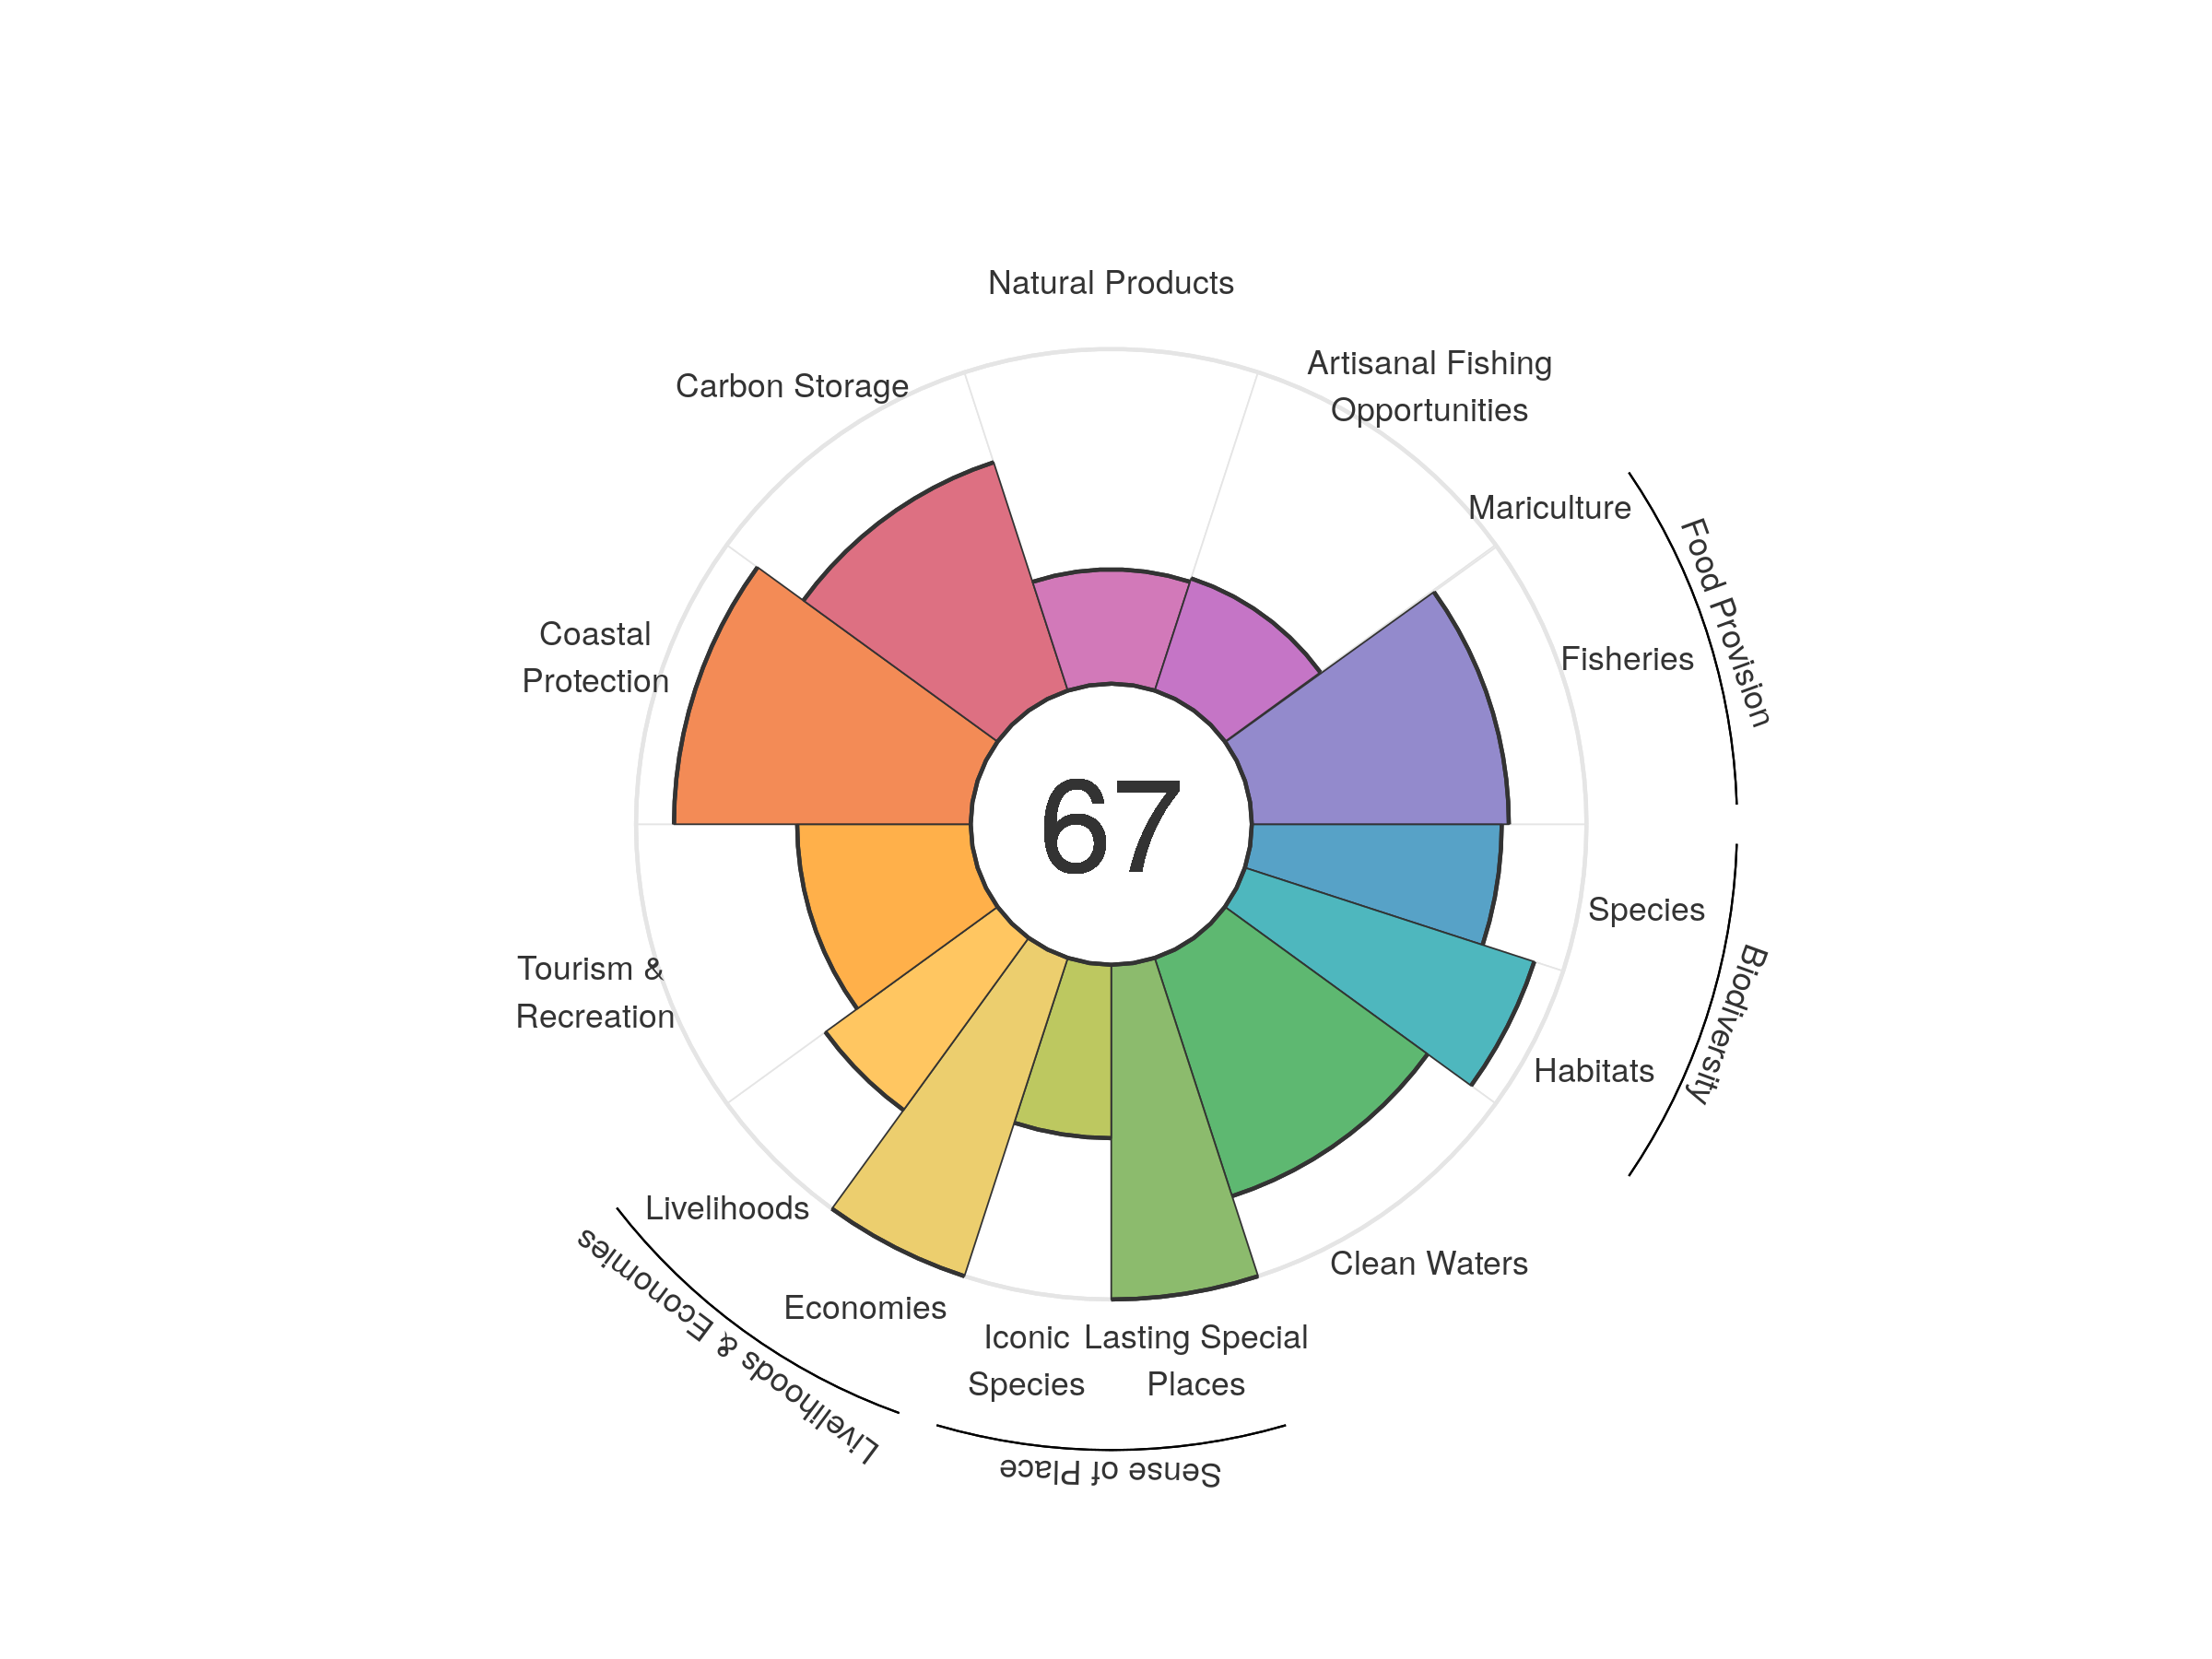 Natural Products
Artisanal Fishing
Opportunities
Carbon Storage
Mariculture
Food Provision
Fisheries
Coastal
Protection
67
Species
Biodiversity
Tourism &
Recreation
Habitats
Livelihoods
Livelihoods & Economies
Clean Waters
Economies
Iconic
Species
Lasting Special
Places
Sense of Place